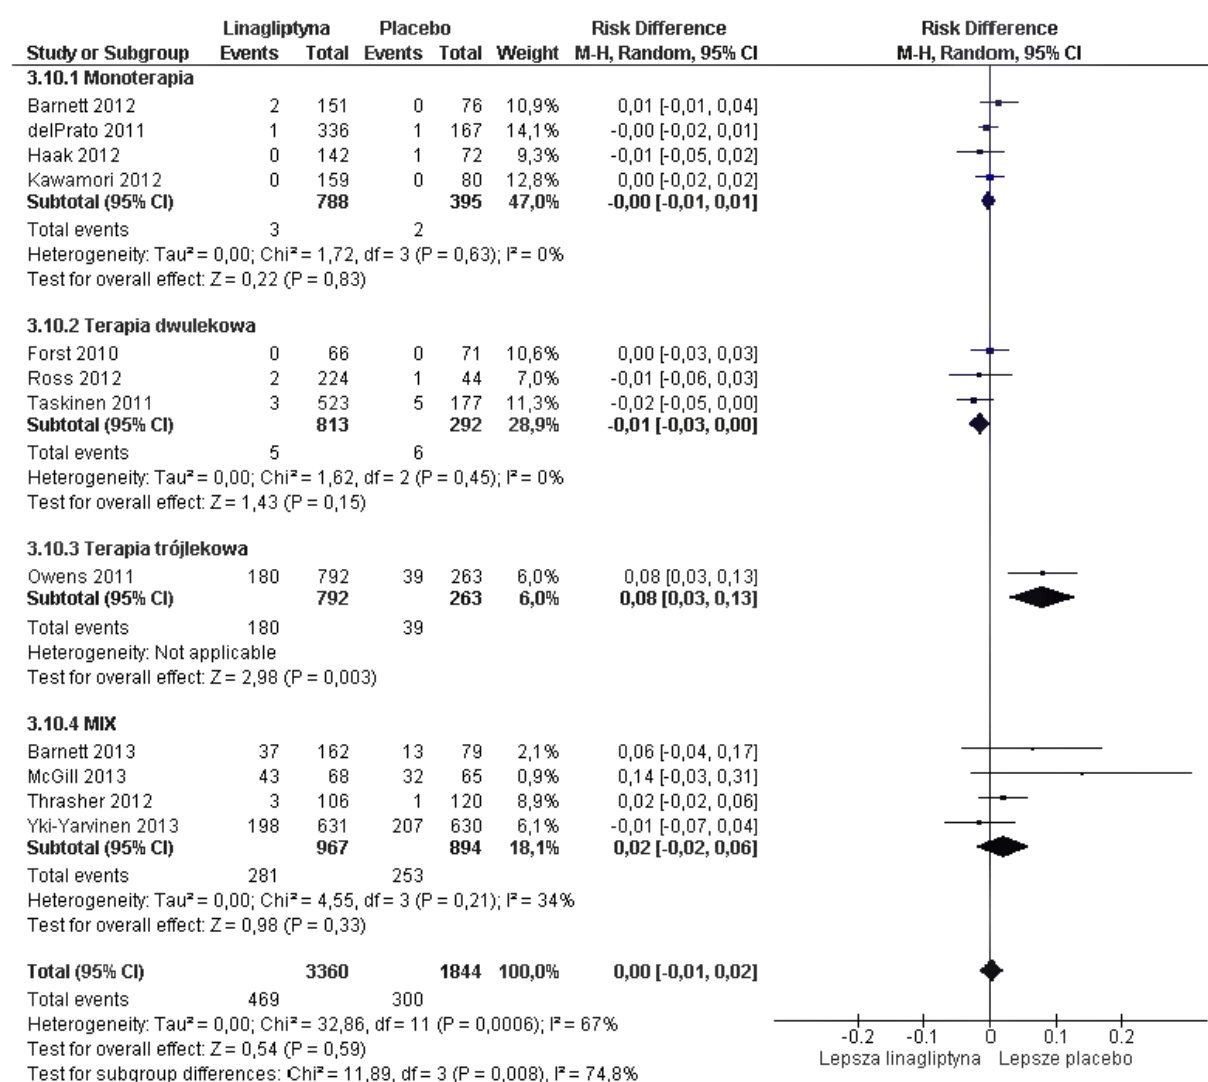 Linagliptyna Placebo Risk Difference Risk Difference
Study or Subgroup Events Total Events Total Weight M-H, Random, 95% CI M-H, Random, 95% CI
3.10.1 Monoterapia
Barnett 2012 2 151 0 76 10,9% 0,01 [-0,01, 0,04]
delPrato 2011 1 336 1 167 14,1% -0,00 [-0,02, 0,01]
Haak 2012 0 142 1 72 9,3% -0,01 [-0,05, 0,02]
Kawamori 2012 0 159 0 80 12,8% 0,00 [-0,02, 0,02]
Subtotal (95% CI) 788 395 47,0% -0,00 [-0,01, 0,01]
Total events 3 2
Heterogeneity: Tau² = 0,00; Chi² = 1,72, df = 3 (P = 0,63); I² = 0%
Test for overall effect: Z = 0,22 (P = 0,83)
3.10.2 Terapia dwulekowa
Forst 2010 0 66 0 71 10,6% 0,00 [-0,03, 0,03]
Ross 2012 2 224 1 44 7,0% -0,01 [-0,06, 0,03]
Taskinen 2011 3 523 5 177 11,3% -0,02 [-0,05, 0,00]
Subtotal (95% CI) 813 292 28,9% -0,01 [-0,03, 0,00]
Total events 5 6
Heterogeneity: Tau² = 0,00; Chi² = 1,62, df = 2 (P = 0,45); I² = 0%
Test for overall effect: Z = 1,43 (P = 0,15)
3.10.3 Terapia trójlekowa
Owens 2011 180 792 39 263 6,0% 0,08 [0,03, 0,13]
Subtotal (95% CI) 792 263 6,0% 0,08 [0,03, 0,13]
Total events 180 39
Heterogeneity: Not applicable
Test for overall effect: Z = 2,98 (P = 0,003)
3.10.4 MIX
Barnett 2013 37 162 13 79 2,1% 0,06 [-0,04, 0,17]
McGill 2013 43 68 32 65 0,9% 0,14 [-0,03, 0,31]
Thrasher 2012 3 106 1 120 8,9% 0,02 [-0,02, 0,06]
Yki-Yarvinen 2013 198 631 207 630 6,1% -0,01 [-0,07, 0,04]
Subtotal (95% CI) 967 894 18,1% 0,02 [-0,02, 0,06]
Total events 281 253
Heterogeneity: Tau² = 0,00; Chi² = 4,55, df = 3 (P = 0,21); I² = 34%
Test for overall effect: Z = 0,98 (P = 0,33)
Total (95% CI) 3360 1844 100,0% 0,00 [-0,01, 0,02]
Total events 469 300
Heterogeneity: Tau² = 0,00; Chi² = 32,86, df = 11 (P = 0,0006); I² = 67%
Test for overall effect: Z = 0,54 (P = 0,59)
Test for subgroup differences: Chi² = 11,89, df = 3 (P = 0,008), I² = 74,8%
-0.2 -0.1 0 0.1 0.2
Lepsza linagliptyna Lepsze placebo